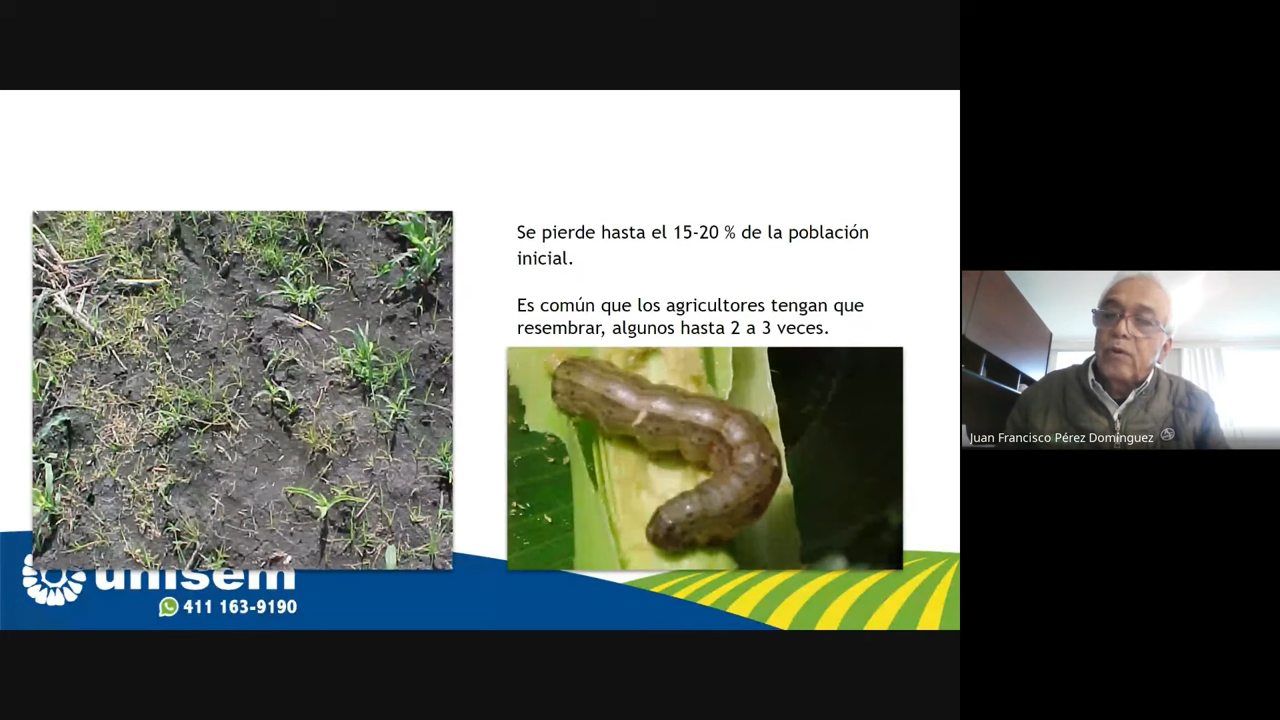 Se pierde hasta el 15-20 % de la población
inicial.
Es común que los agricultores tengan que
resembrar, algunos hasta 2 a 3 veces.
unisem
411 163-9190
Juan Francisco Pérez Domínguez